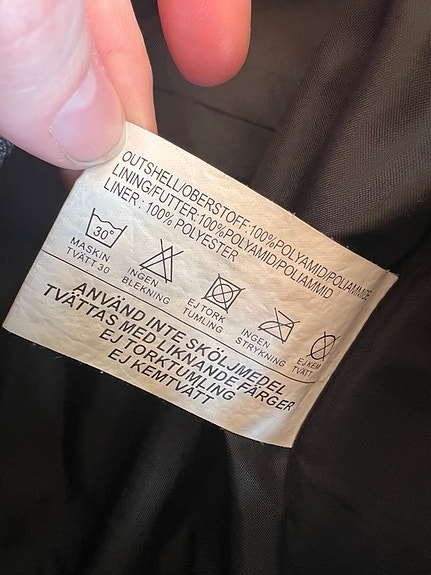 OUTSHELL/OBERSTOFF:100%POLYAMID/POLIAMMIDE
LINING/FUTTER:100%POLYAMID/POLIAMMID
LINER: 100% POLYESTER
30°
MASKIN
TVÄTT 30
INGEN
BLEKNING
EJ TORK
TUMLING
INGEN
STRYKNING
EJ KEM
TVÄTT
ANVÄND INTE SKÖLJMEDEL
TVÄTTAS MED LIKNANDE FÄRGER
EJ TORKTUMLING
EJ KEMTVÄTT